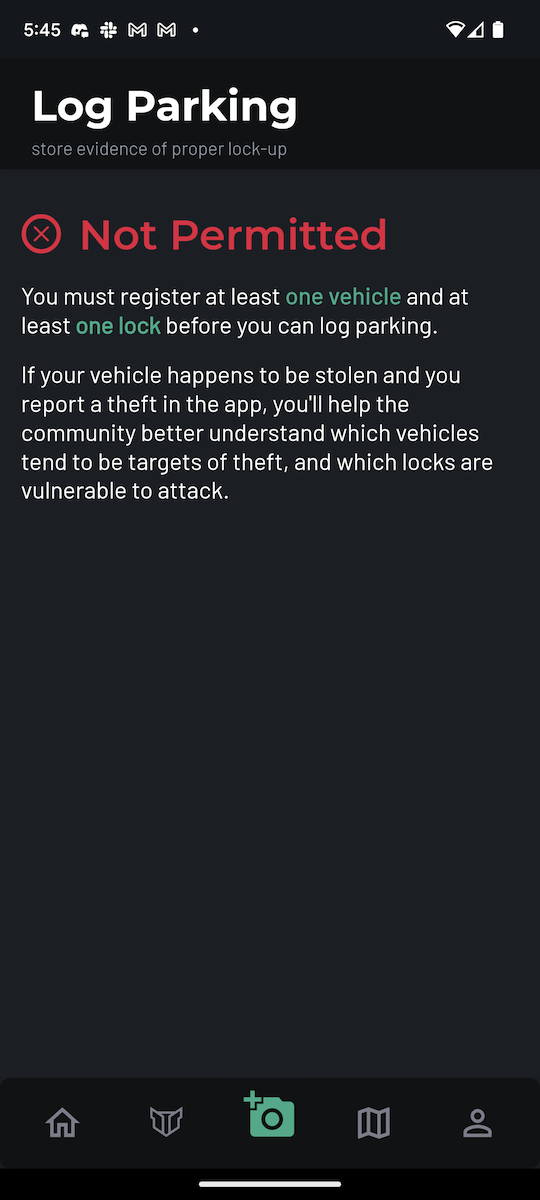 5:45
Log Parking
store evidence of proper lock-up
Not Permitted
You must register at least one vehicle and at
least one lock before you can log parking.
If your vehicle happens to be stolen and you
report a theft in the app, you'll help the
community better understand which vehicles
tend to be targets of theft, and which locks are
vulnerable to attack.